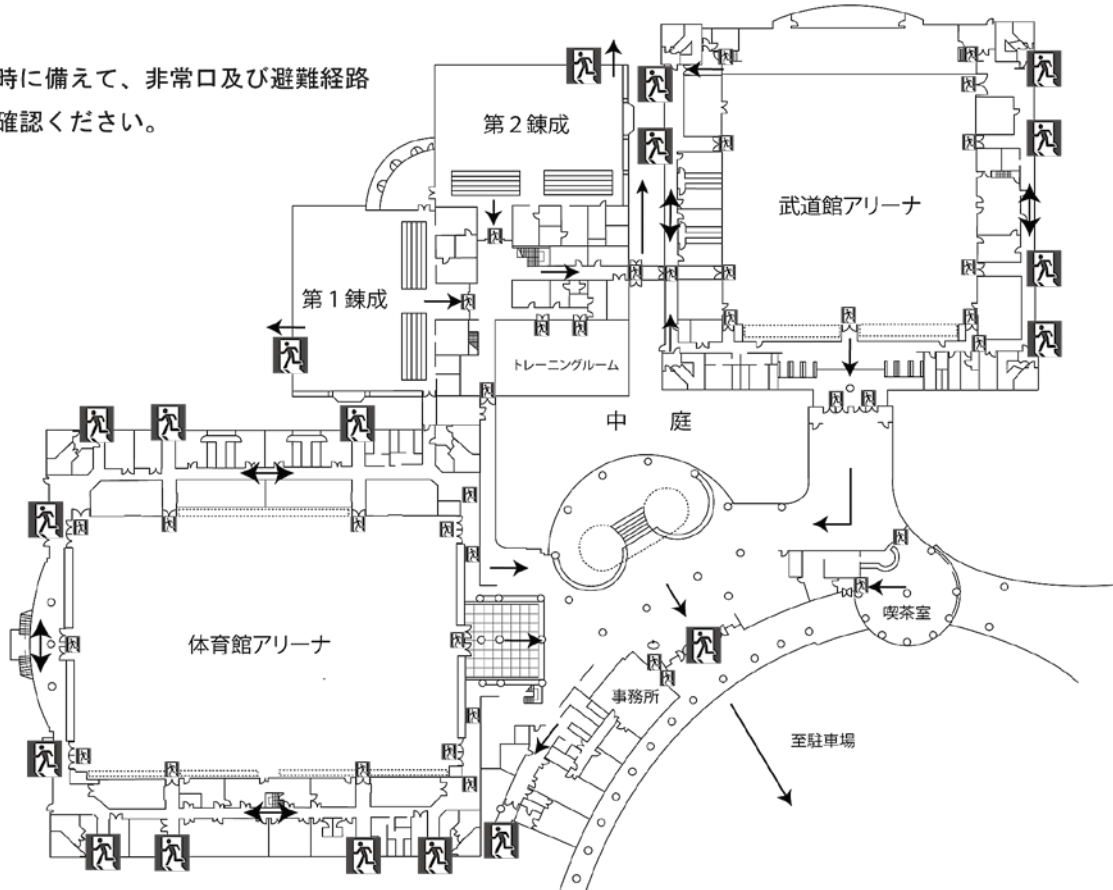 時に備えて、非常口及び避難経路
確認ください。
第２錬成
武道館アリーナ
第１錬成
トレーニングルーム
中庭
喫茶室
体育館アリーナ
事務所
至駐車場